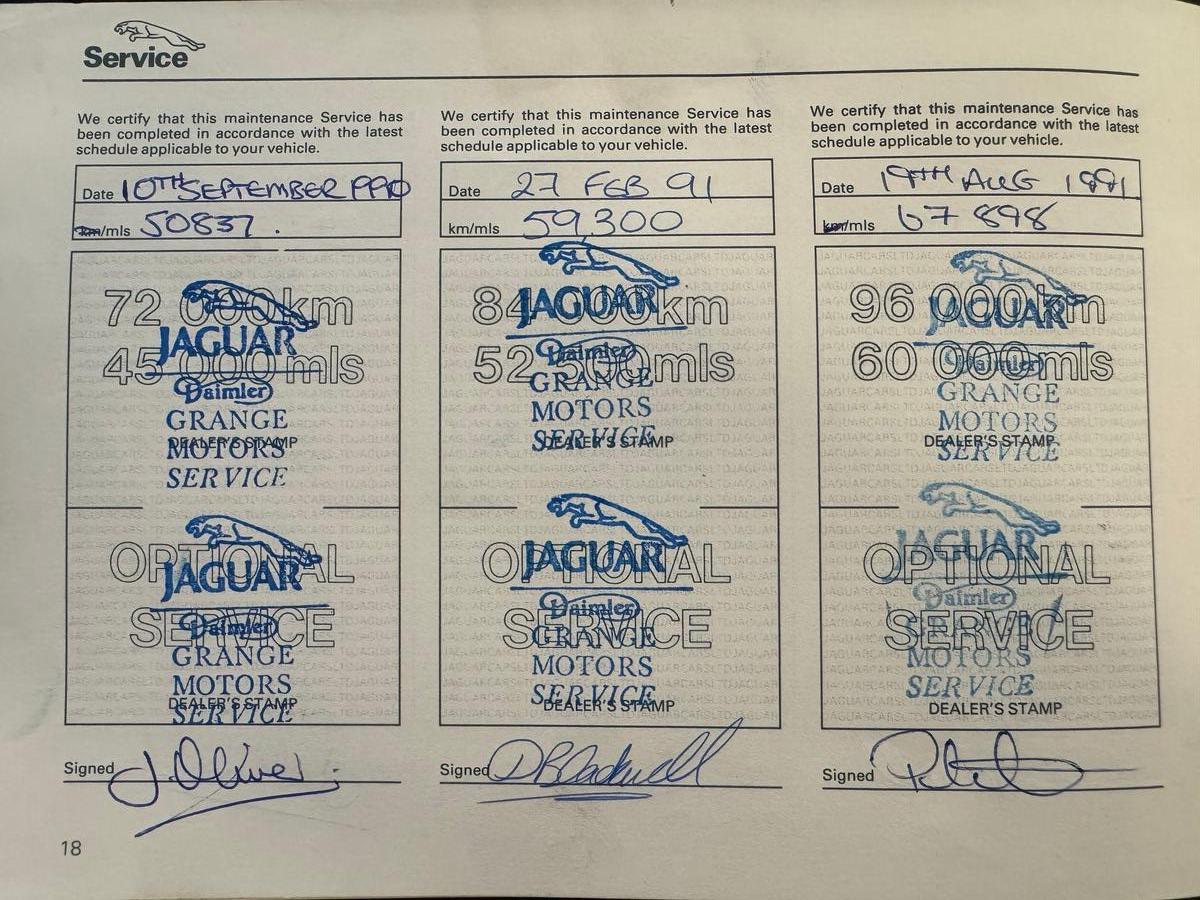 Service
We certify that this maintenance Service has
been completed in accordance with the latest
schedule applicable to your vehicle.
Date 10TH SEPTEMBER 1990
km/mls 50837.
72 000km
JAGUAR
45 000mls
Daimler
GRANGE
DEALER'S STAMP
MOTORS
SERVICE
OPTIONAL
JAGUAR
SERVICE
Daimler
GRANGE
MOTORS
DEALER'S STAMP
SERVICE
Signed J. Oliver
We certify that this maintenance Service has
been completed in accordance with the latest
schedule applicable to your vehicle.
Date 27 FEB 91
km/mls 59300
84 000km
JAGUAR
Daimler
52 500mls
GRANGE
MOTORS
SERVICE
DEALER'S STAMP
OPTIONAL
JAGUAR
Daimler
SERVICE
GRANGE
MOTORS
SERVICE
DEALER'S STAMP
Signed
We certify that this maintenance Service has
been completed in accordance with the latest
schedule applicable to your vehicle.
Date 19TH AUG 1991
km/mls 67 898
96 000km
JAGUAR
60 000mls
Daimler
GRANGE
MOTORS
DEALER'S STAMP
SERVICE
JAGUAR
OPTIONAL
Daimler
SERVICE
MOTORS
SERVICE
DEALER'S STAMP
Signed
18